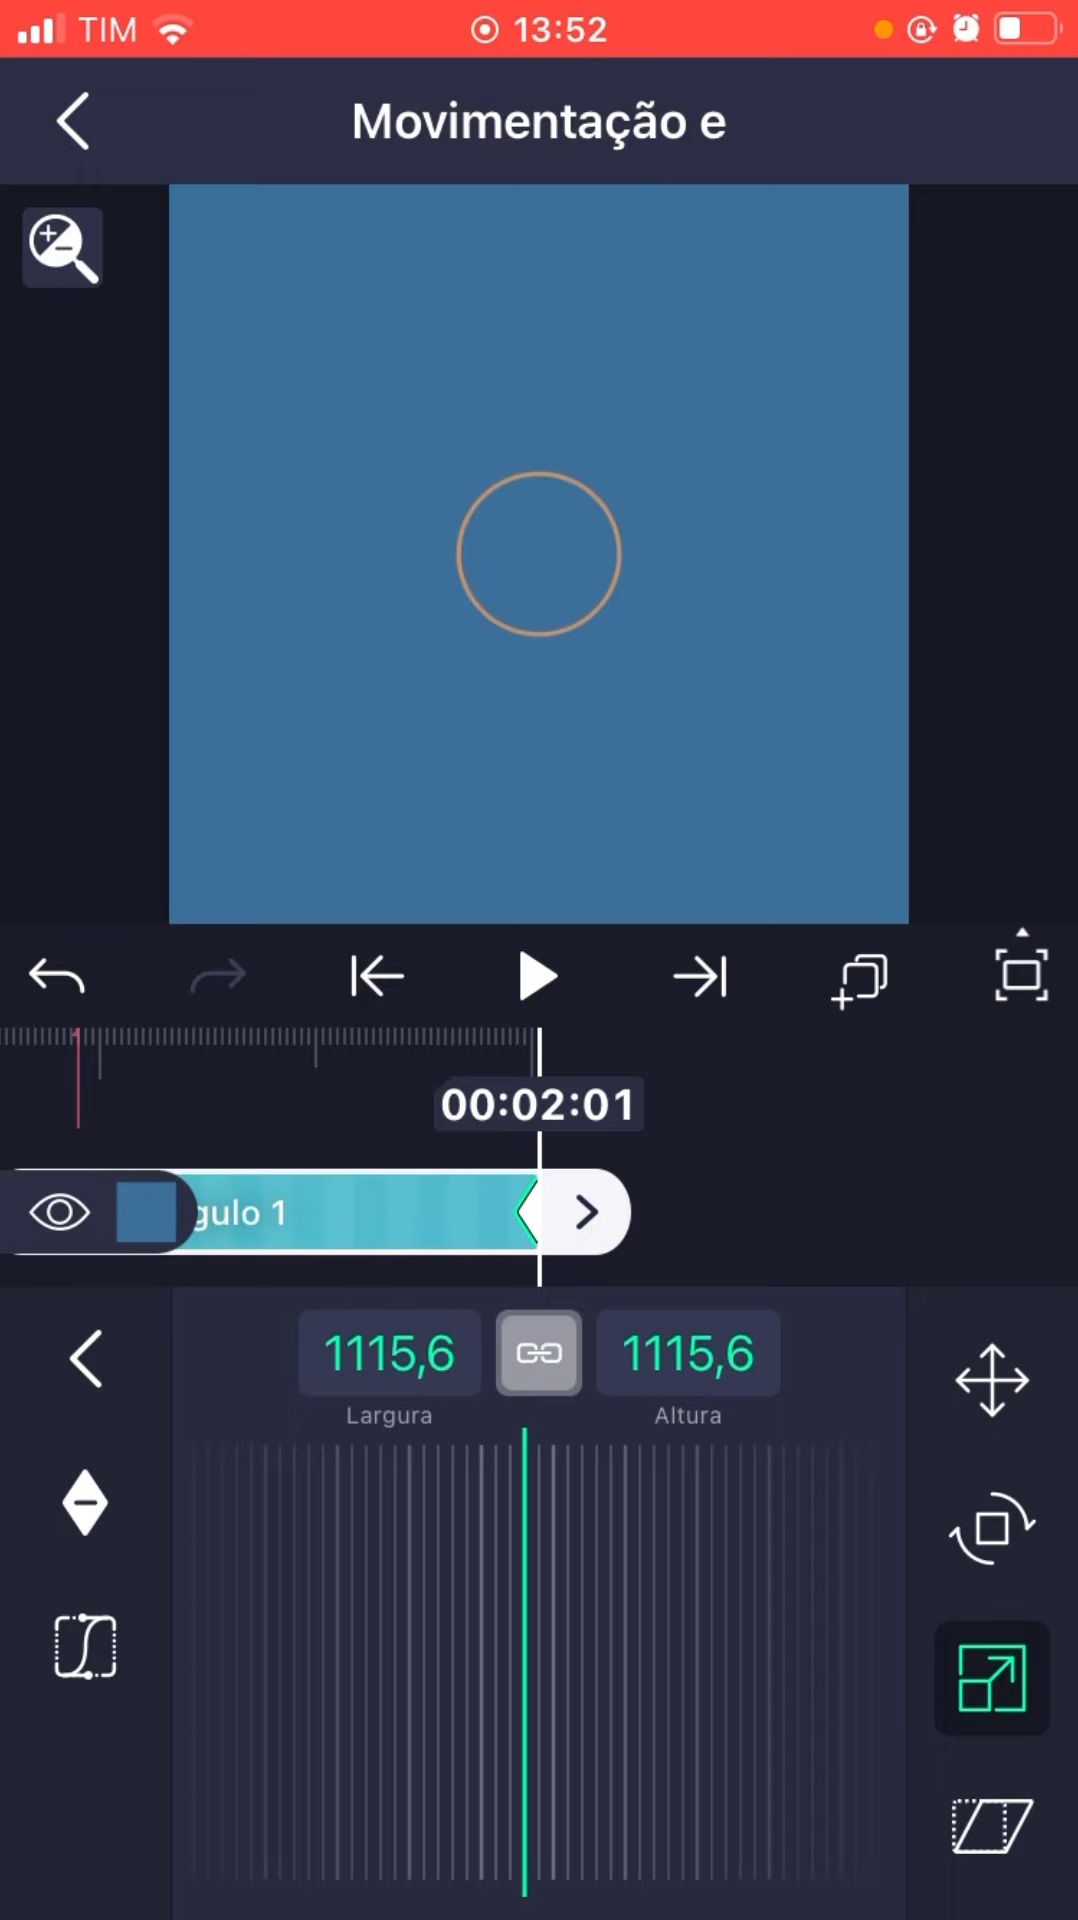 TIM
13:52
Movimentação e
00:02:01
gulo 1
1115,6
1115,6
Largura
Altura